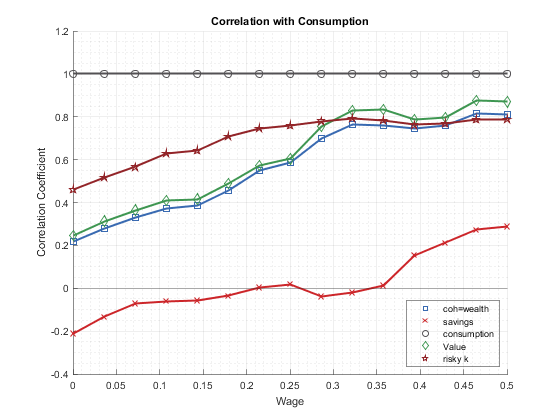 Correlation with Consumption
1.2
1
0.8
0.6
0.4
0.2
0
-0.2
-0.4
Correlation Coefficient
0 0.05 0.1 0.15 0.2 0.25 0.3 0.35 0.4 0.45 0.5
Wage
coh=wealth
savings
consumption
Value
risky k